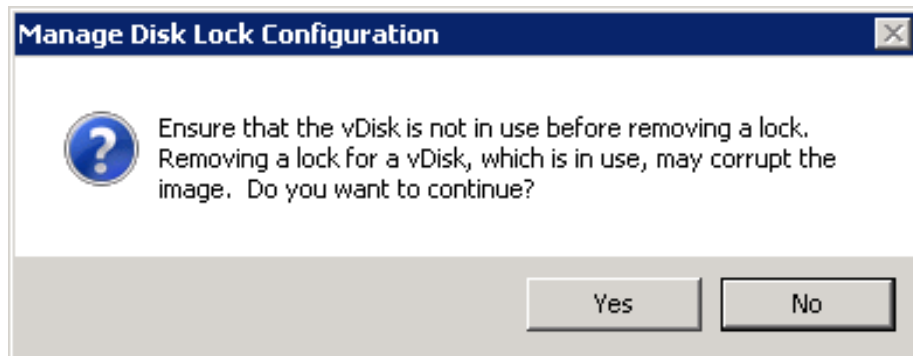 Manage Disk Lock Configuration
Ensure that the vDisk is not in use before removing a lock.
Removing a lock for a vDisk, which is in use, may corrupt the
image.  Do you want to continue?
Yes
No